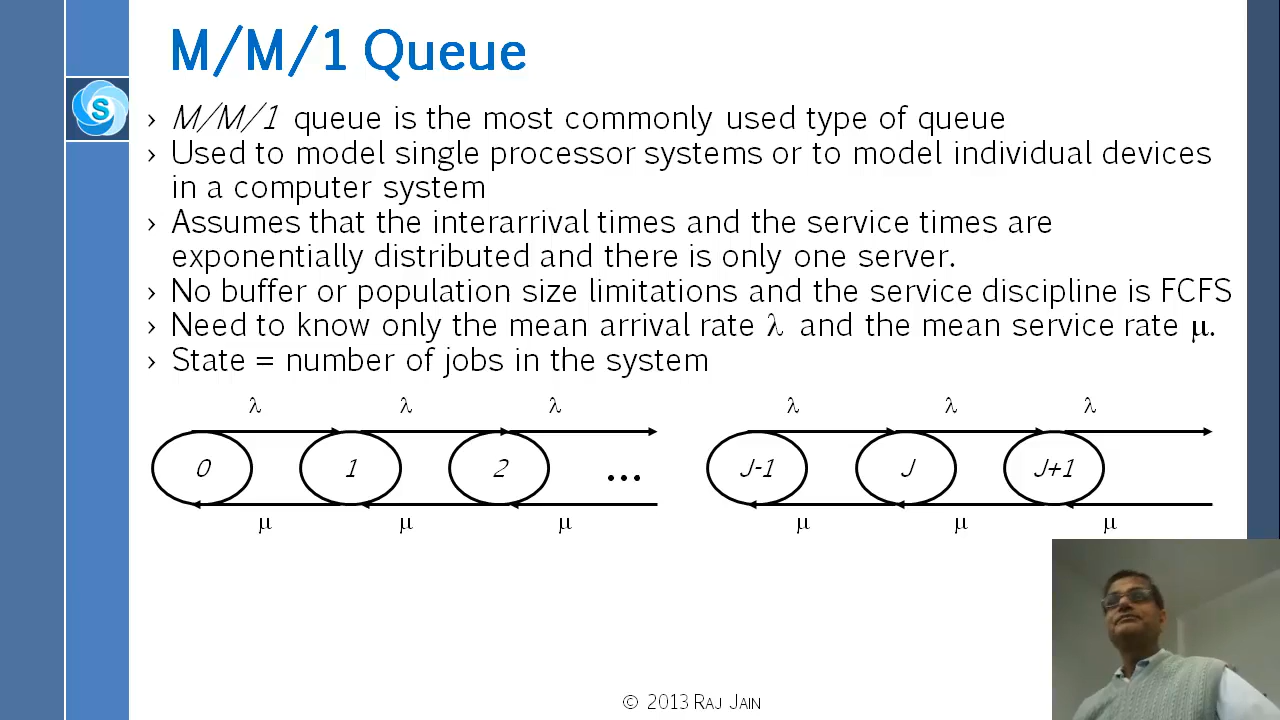 M/M/1 Queue
S
› M/M/1 queue is the most commonly used type of queue
› Used to model single processor systems or to model individual devices
in a computer system
› Assumes that the interarrival times and the service times are
exponentially distributed and there is only one server.
› No buffer or population size limitations and the service discipline is FCFS
› Need to know only the mean arrival rate λ and the mean service rate μ.
› State = number of jobs in the system
λ λ λ λ λ λ
0 1 2 ... J-1 J J+1
μ μ μ μ μ μ
© 2013 RAJ JAIN